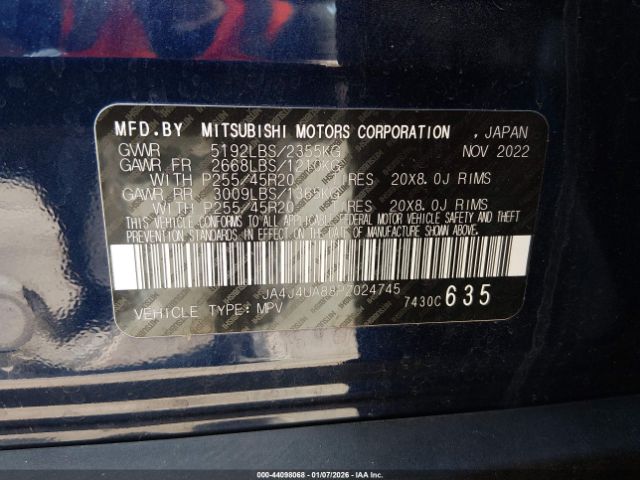 MFD.BY MITSUBISHI MOTORS CORPORATION , JAPAN
GVWR 5192LBS/2355KG NOV 2022
GAWR FR 2668LBS/1210KG
WITH P255/45R20 TIRES 20X8.0J RIMS
GAWR RR 3009LBS/1365KG
WITH P255/45R20 TIRES 20X8.0J RIMS
THIS VEHICLE CONFORMS TO ALL APPLICABLE FEDERAL MOTOR VEHICLE SAFETY AND THEFT
PREVENTION STANDARDS IN EFFECT ON THE DATE OF MANUFACTURE SHOWN ABOVE.
JA4J4UA88PZ024745
7430C 635
VEHICLE TYPE: MPV
000-44098068 - 01/07/2026 - IAAI.COM